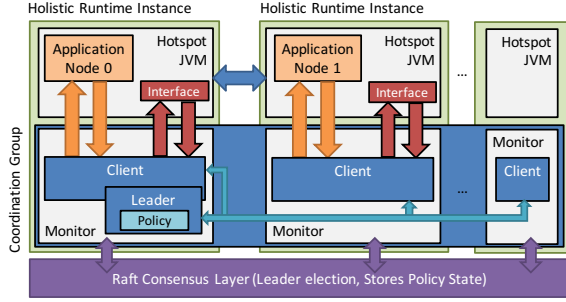 Holistic Runtime Instance
Holistic Runtime Instance
Application
Node 0
Hotspot
JVM
Interface
Application
Node 1
Hotspot
JVM
Interface
...
Hotspot
JVM
Coordination Group
Client
Leader
Policy
Monitor
Client
Monitor
...
Monitor
Client
Raft Consensus Layer (Leader election, Stores Policy State)